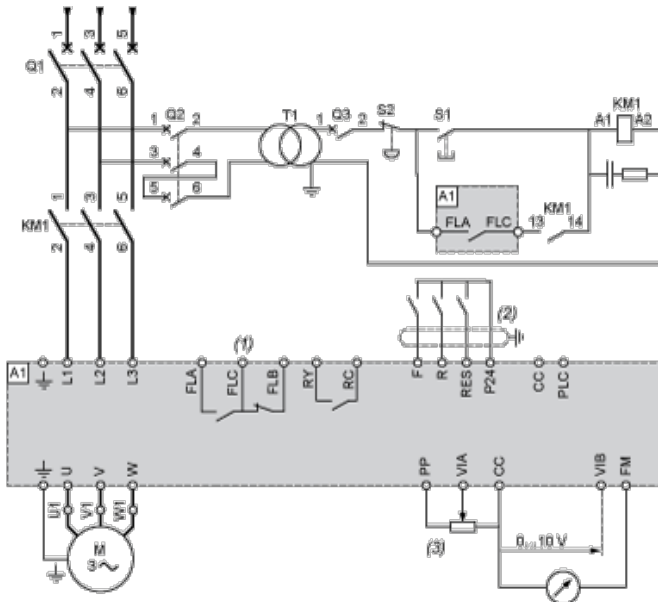 1 3 5
Q1
2 4 6
1 Q2 2
3 4
5 6
T1
1 Q3 2
S2
S1
KM1
A1 A2
A1
FLA FLC
KM1
13 14
1 3 5
KM1
2 4 6
(1)
(2)
A1
L1 L2 L3 FLA FLC FLB RY RC F R RES P24 CC PLC
U V W PP VIA CC VIB FM
U1 V1 W1
M
3
(3)
0...10 V